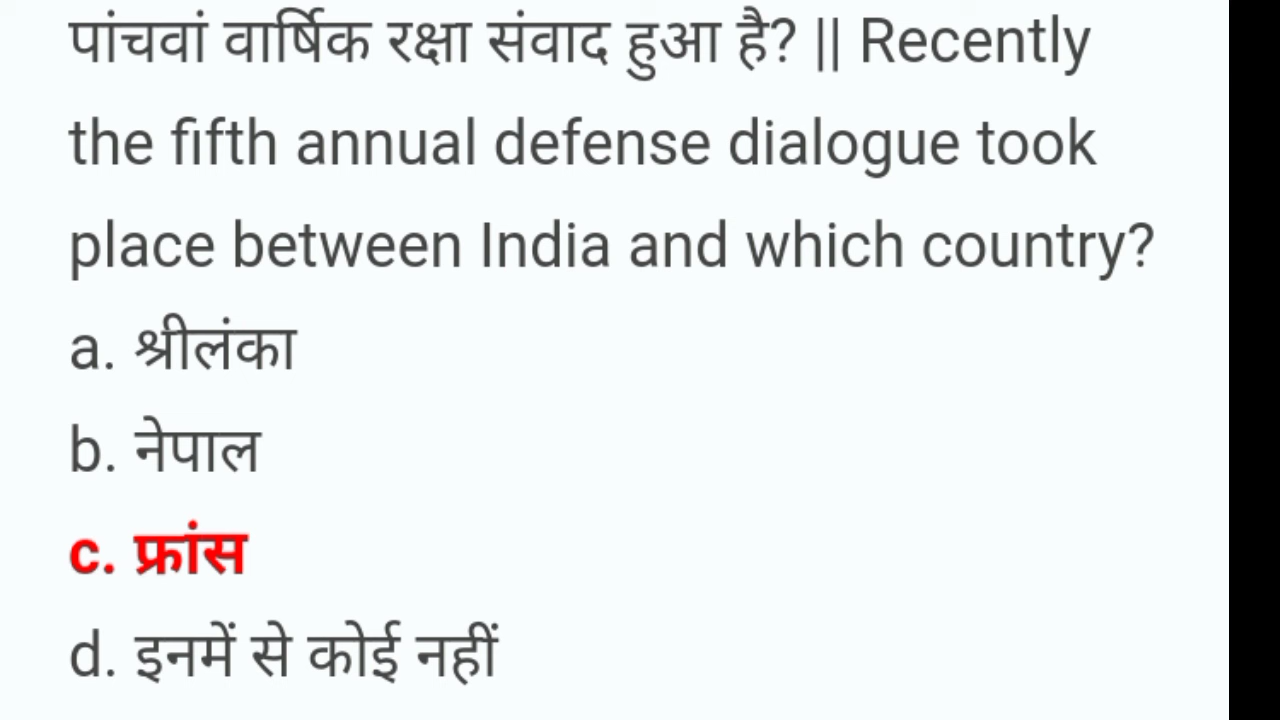 पांचवां वार्षिक रक्षा संवाद हुआ है? || Recently
the fifth annual defense dialogue took
place between India and which country?
a. श्रीलंका
b. नेपाल
c. फ्रांस
d. इनमें से कोई नहीं